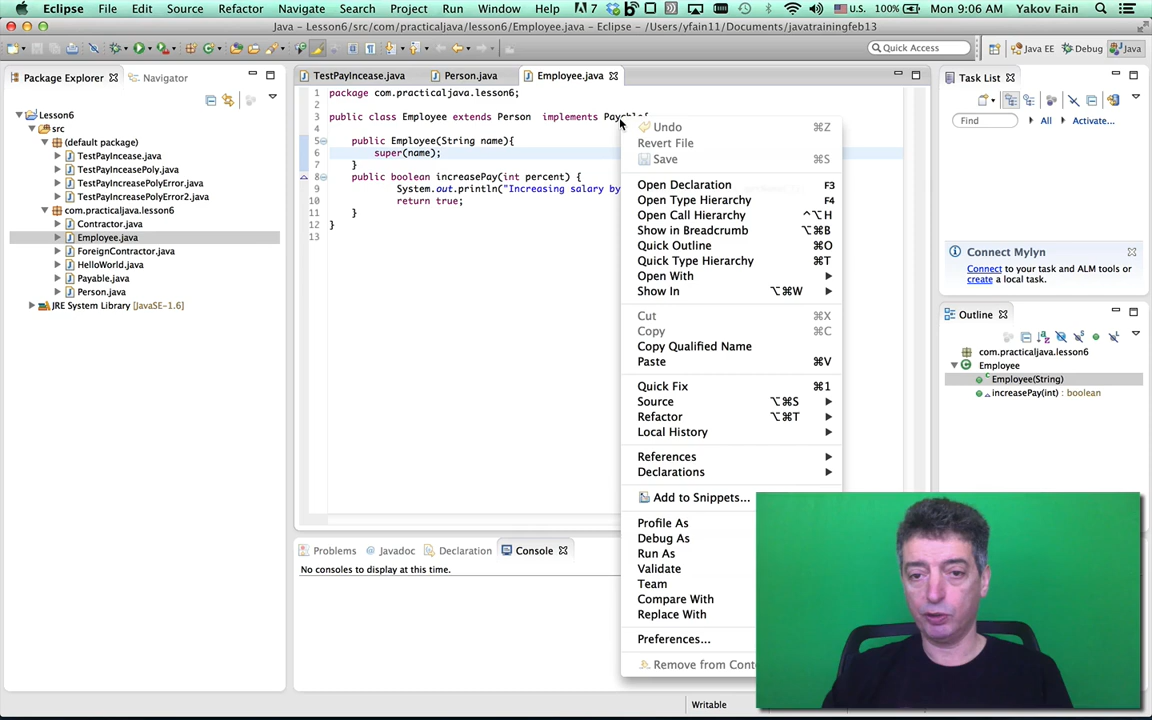 Eclipse File Edit Source Refactor Navigate Search Project Run Window Help
7 U.S. 100% Mon 9:06 AM Yakov Fain
Java – Lesson6/src/com/practicaljava/lesson6/Employee.java – Eclipse – /Users/yfain11/Documents/javatrainingfeb13
Quick Access
Java EE
Debug
Java
Package Explorer
Navigator
Lesson6
src
(default package)
TestPayIncease.java
TestPayIncreasePoly.java
TestPayIncreasePolyError.java
TestPayIncreasePolyError2.java
com.practicaljava.lesson6
Contractor.java
Employee.java
ForeignContractor.java
HelloWorld.java
Payable.java
Person.java
JRE System Library [JavaSE-1.6]
TestPayIncease.java
Person.java
Employee.java
1 package com.practicaljava.lesson6;
2
3 public class Employee extends Person implements Payable{
4
5 public Employee(String name){
6 super(name);
7 }
8 public boolean increasePay(int percent) {
9 System.out.println("Increasing salary by
10 return true;
11 }
12 }
13
Undo ⌘Z
Revert File
Save ⌘S
Open Declaration F3
Open Type Hierarchy F4
Open Call Hierarchy ^⌥H
Show in Breadcrumb ⌥⌘B
Quick Outline ⌘O
Quick Type Hierarchy ⌘T
Open With
Show In ⌥⌘W
Cut ⌘X
Copy ⌘C
Copy Qualified Name
Paste ⌘V
Quick Fix ⌘1
Source ⌥⌘S
Refactor ⌥⌘T
Local History
References
Declarations
Add to Snippets...
Profile As
Debug As
Run As
Validate
Team
Compare With
Replace With
Preferences...
Remove from Cont
Problems
Javadoc
Declaration
Console
No consoles to display at this time.
Task List
Find
All
Activate...
Connect Mylyn
Connect to your task and ALM tools or
create a local task.
Outline
com.practicaljava.lesson6
Employee
Employee(String)
increasePay(int) : boolean
Writable